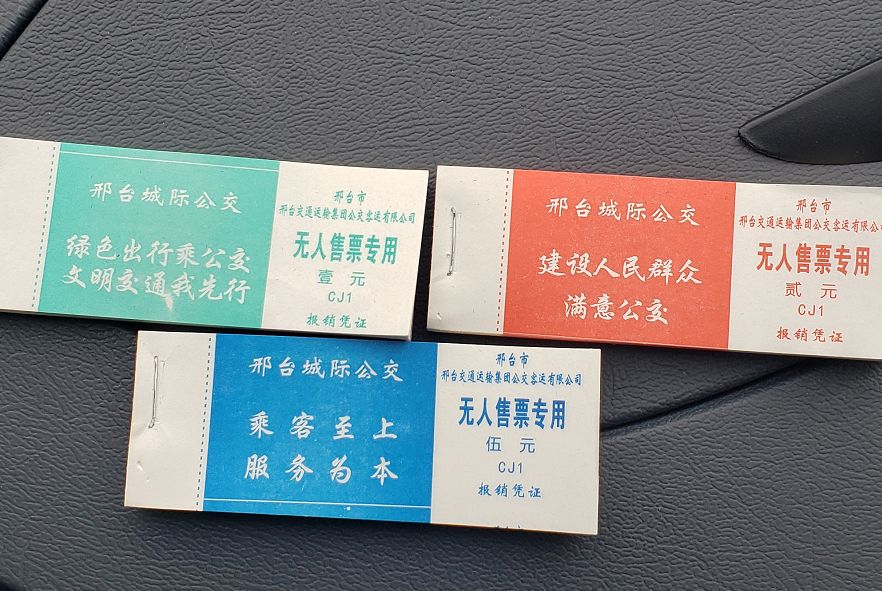 邢台城际公交
绿色出行乘公交
文明交通我先行
邢台市
邢台交通运输集团公交客运有限公司
无人售票专用
壹 元
CJ1
报销凭证
邢台城际公交
建设人民群众
满意公交
邢台市
邢台交通运输集团公交客运有限公
无人售票专用
贰 元
CJ1
报销凭证
邢台城际公交
乘客至上
服务为本
邢台市
邢台交通运输集团公交客运有限公司
无人售票专用
伍 元
CJ1
报销凭证